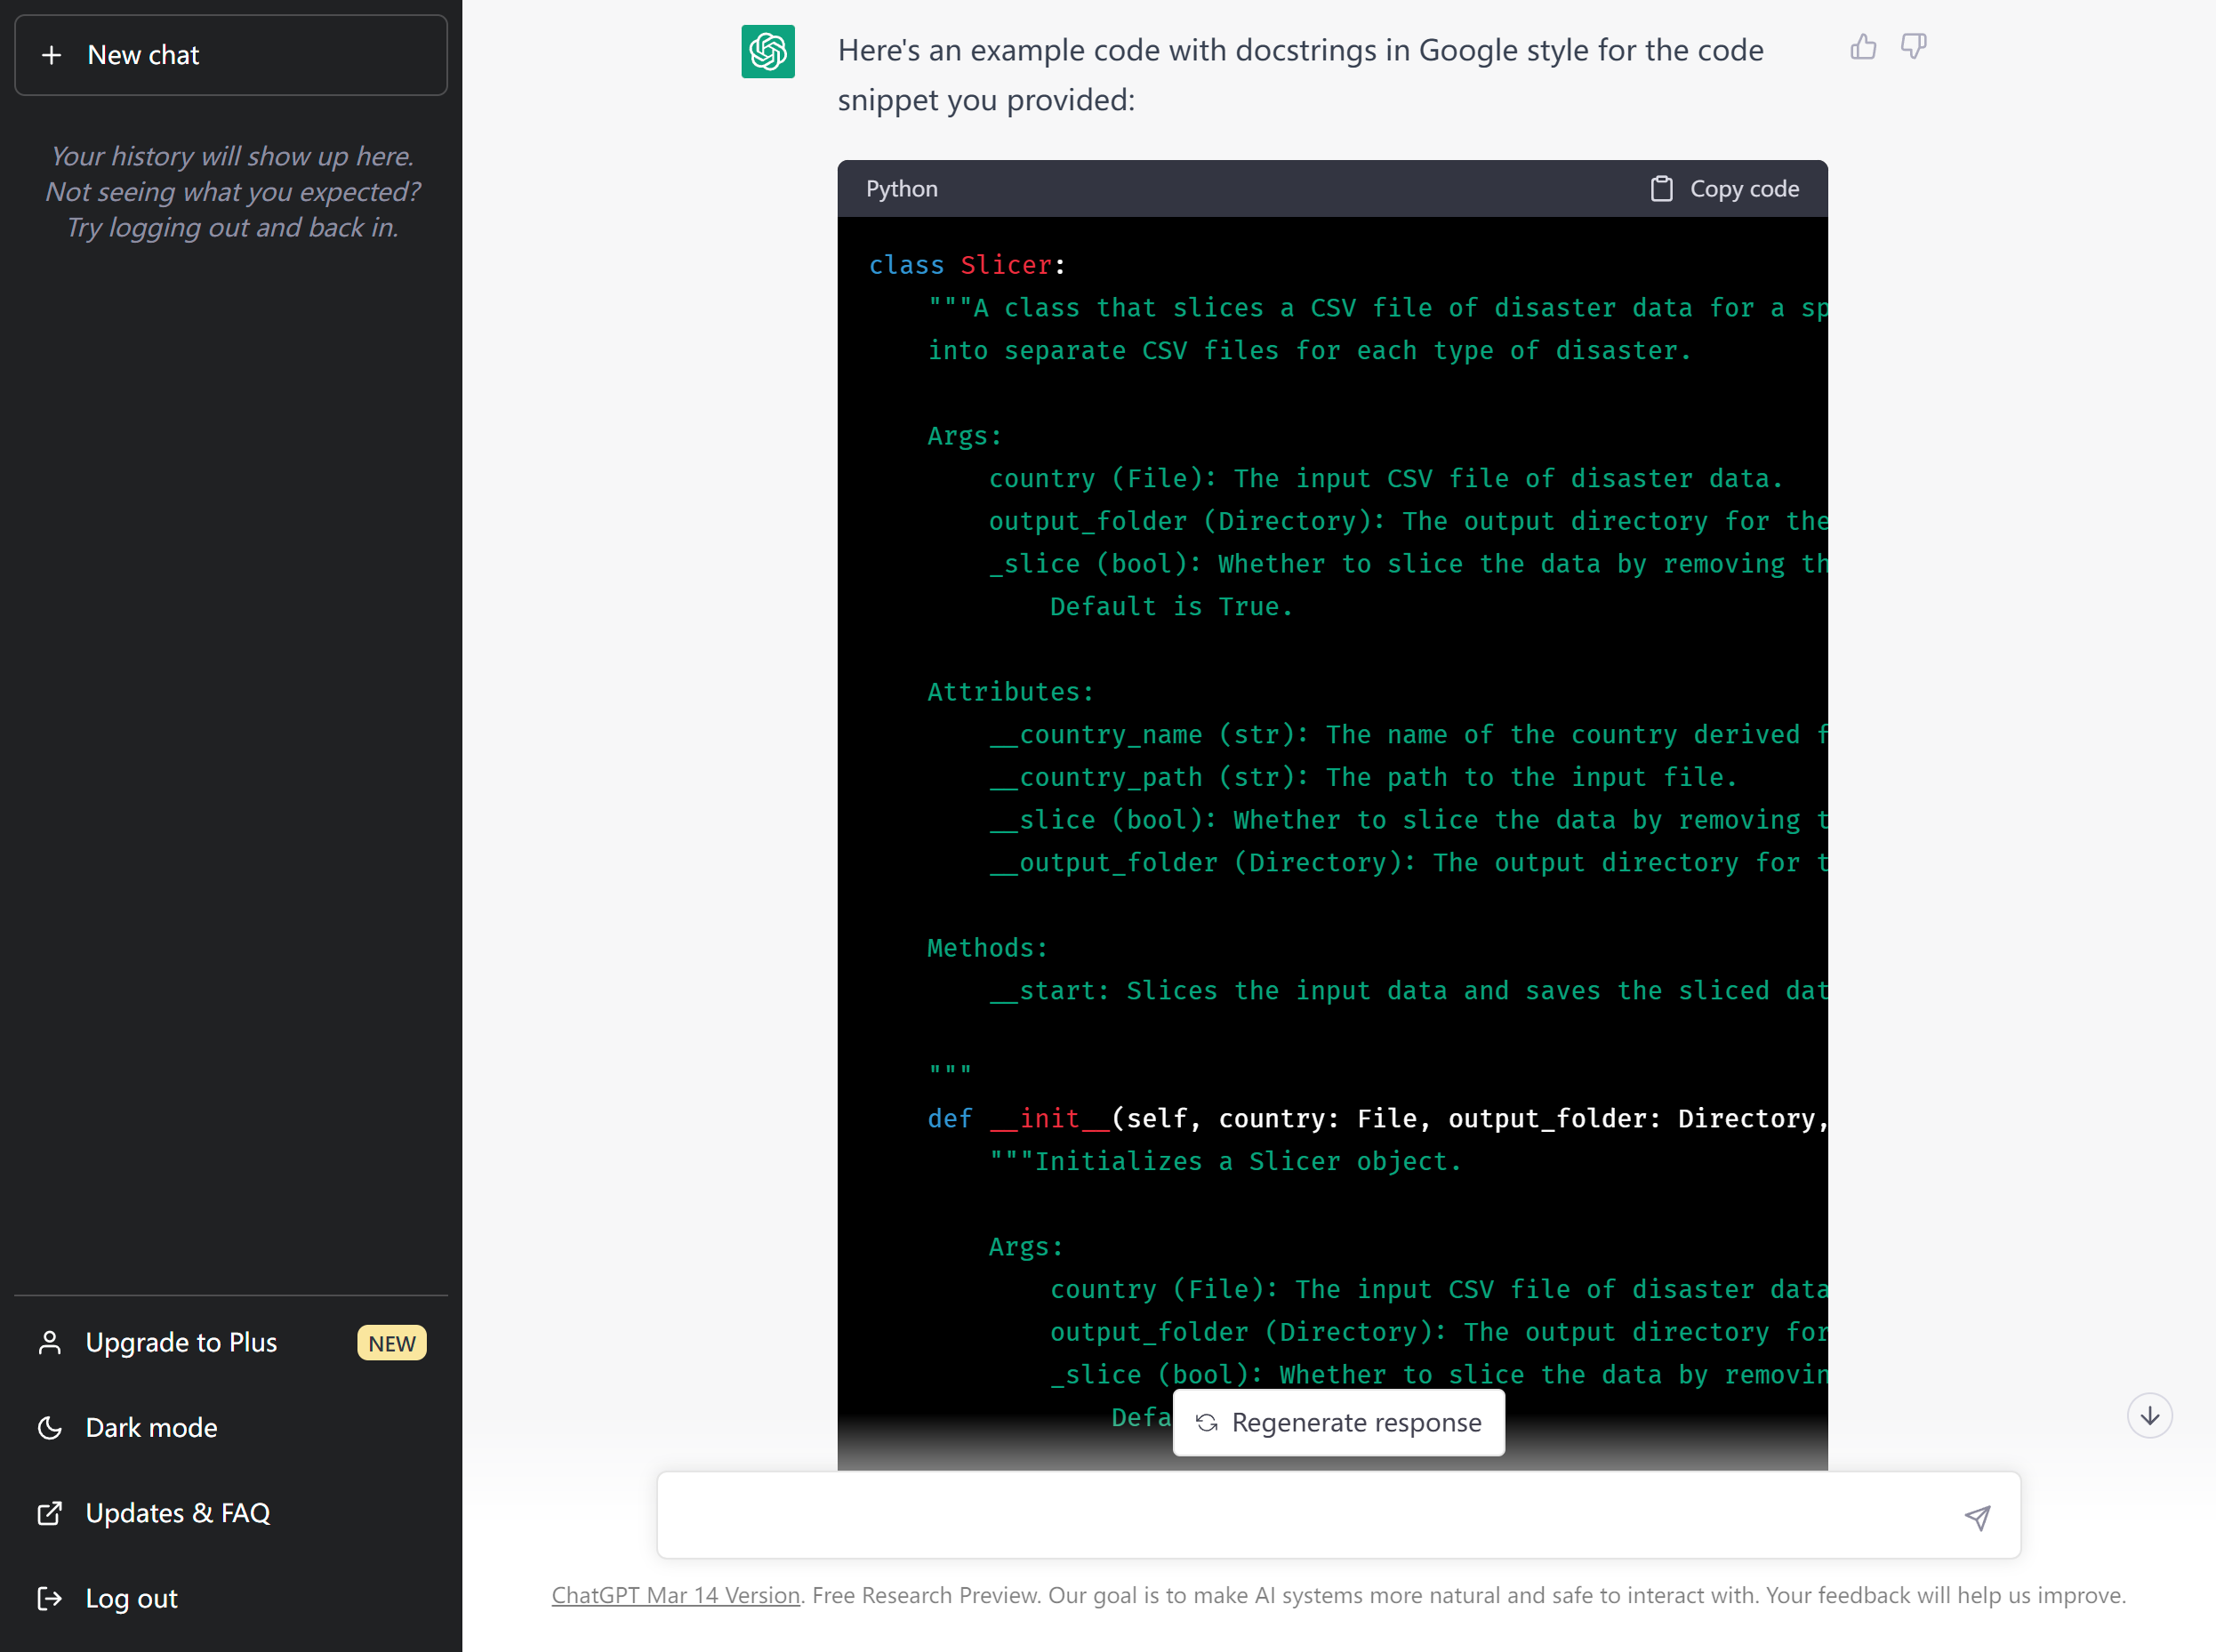 New chat
Your history will show up here.
Not seeing what you expected?
Try logging out and back in.
Upgrade to Plus NEW
Dark mode
Updates & FAQ
Log out
Here's an example code with docstrings in Google style for the code
snippet you provided:
Python Copy code
class Slicer:
    """A class that slices a CSV file of disaster data for a sp
    into separate CSV files for each type of disaster.
    Args:
        country (File): The input CSV file of disaster data.
        output_folder (Directory): The output directory for the
        _slice (bool): Whether to slice the data by removing th
            Default is True.
    Attributes:
        __country_name (str): The name of the country derived f
        __country_path (str): The path to the input file.
        __slice (bool): Whether to slice the data by removing t
        __output_folder (Directory): The output directory for t
    Methods:
        __start: Slices the input data and saves the sliced dat
    """
    def __init__(self, country: File, output_folder: Directory,
        """Initializes a Slicer object.
        Args:
            country (File): The input CSV file of disaster data
            output_folder (Directory): The output directory for
            _slice (bool): Whether to slice the data by removin
                Defa
Regenerate response
ChatGPT Mar 14 Version. Free Research Preview. Our goal is to make AI systems more natural and safe to interact with. Your feedback will help us improve.